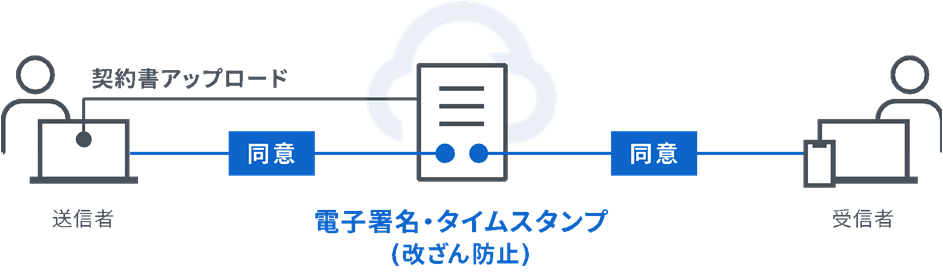 契約書アップロード
同意
同意
送信者
電子署名・タイムスタンプ
(改ざん防止)
受信者